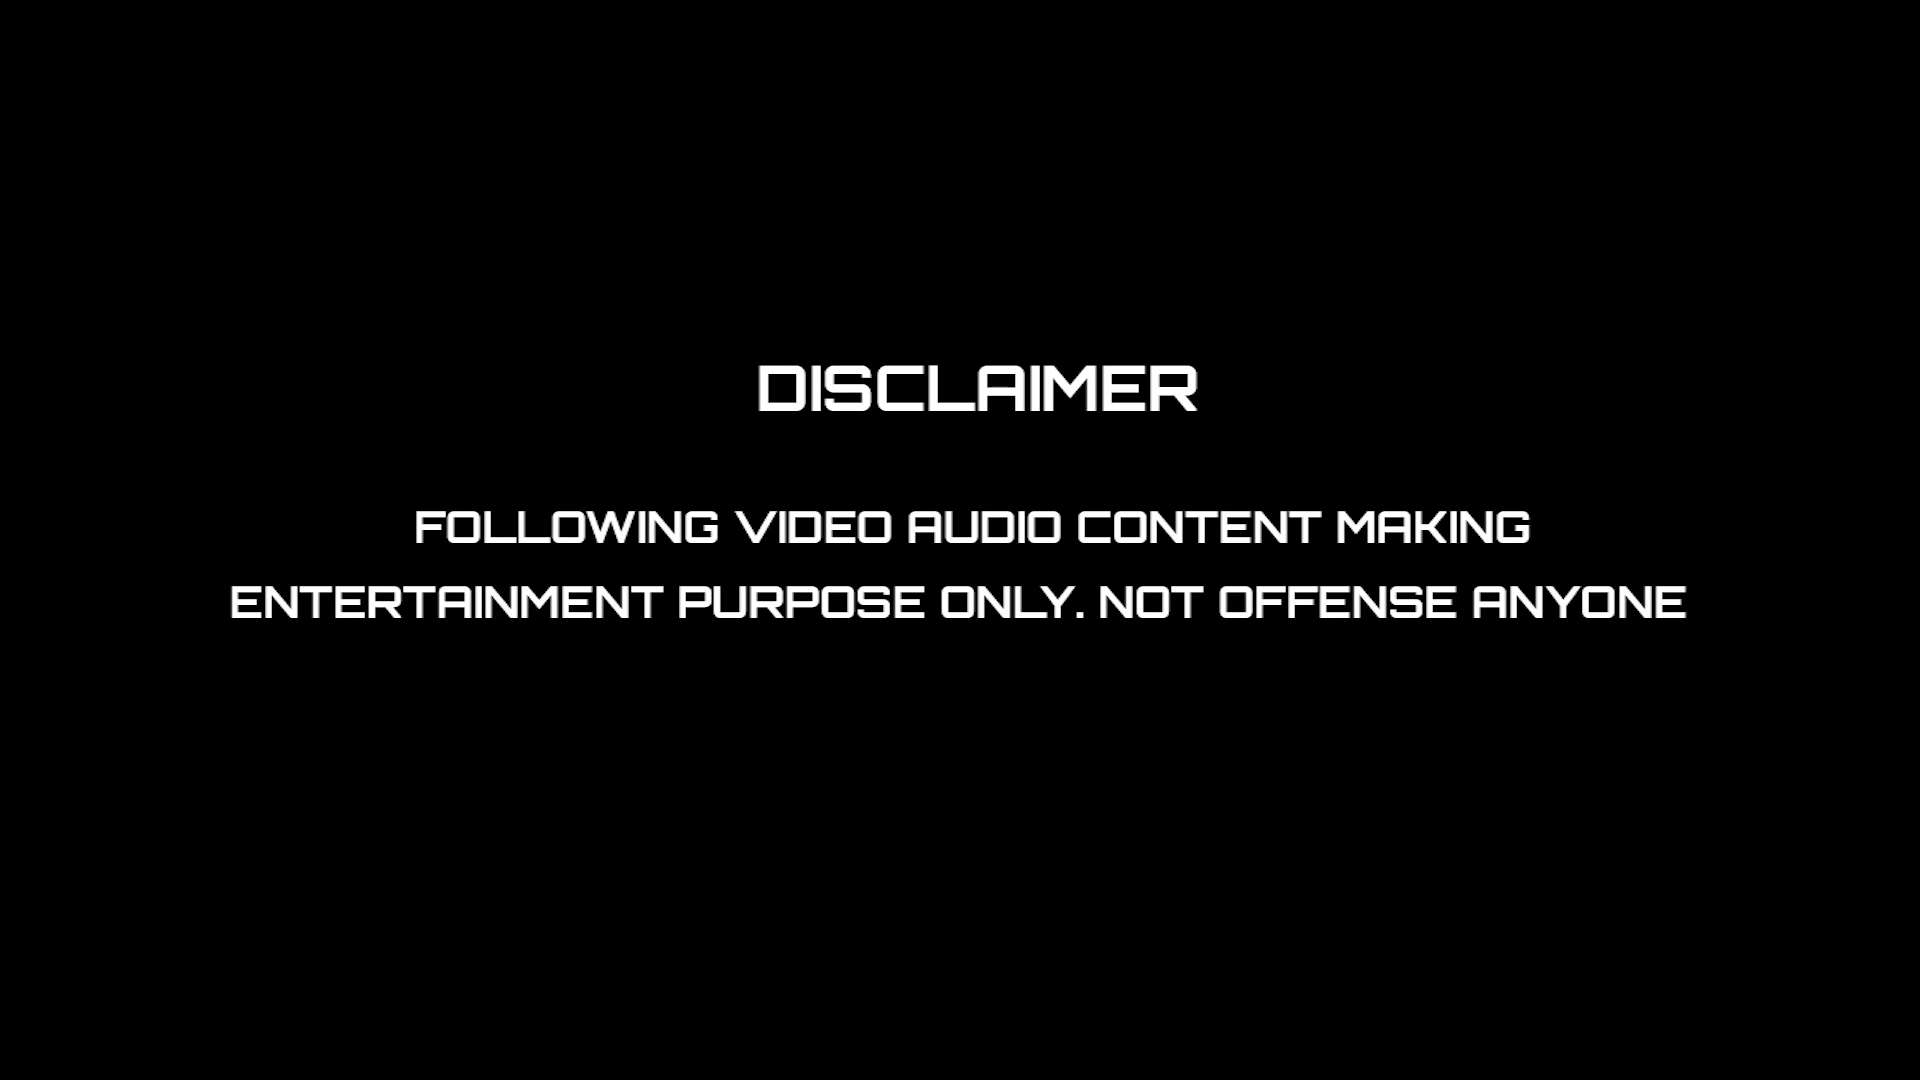 DISCLAIMER
FOLLOWING VIDEO AUDIO CONTENT MAKING
ENTERTAINMENT PURPOSE ONLY. NOT OFFENSE ANYONE